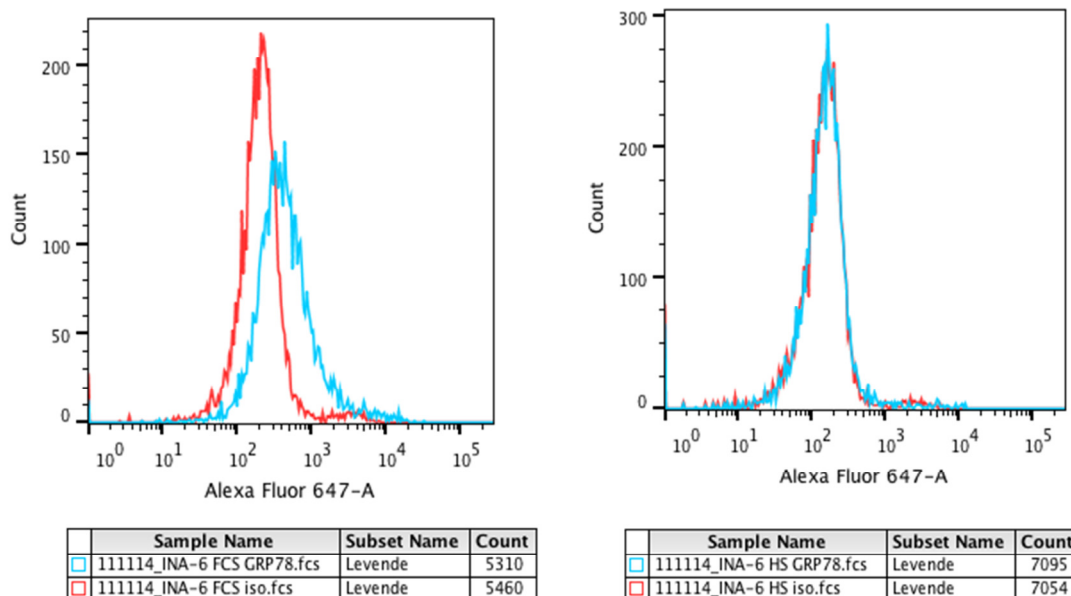 200
150
100
50
0
Count
10^0 10^1 10^2 10^3 10^4 10^5
Alexa Fluor 647-A
Sample Name Subset Name Count
111114_INA-6 FCS GRP78.fcs Levende 5310
111114_INA-6 FCS iso.fcs Levende 5460
300
200
100
0
Count
10^0 10^1 10^2 10^3 10^4 10^5
Alexa Fluor 647-A
Sample Name Subset Name Count
111114_INA-6 HS GRP78.fcs Levende 7095
111114_INA-6 HS iso.fcs Levende 7054